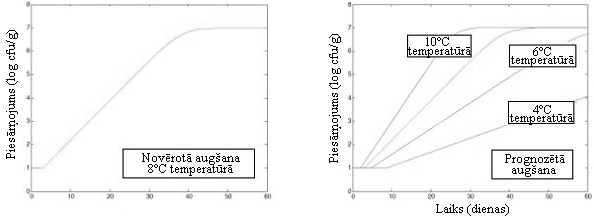 Piesārņojums (log cfu/g)
8
7
6
5
4
3
2
1
0
0 10 20 30 40 50 60
Novērotā augšana
8°C temperatūrā
Piesārņojums (log cfu/g)
8
7
6
5
4
3
2
1
0
0 10 20 30 40 50 60
10°C
temperatūrā
6°C
temperatūrā
4°C
temperatūrā
Prognozētā
augšana
Laiks (dienas)